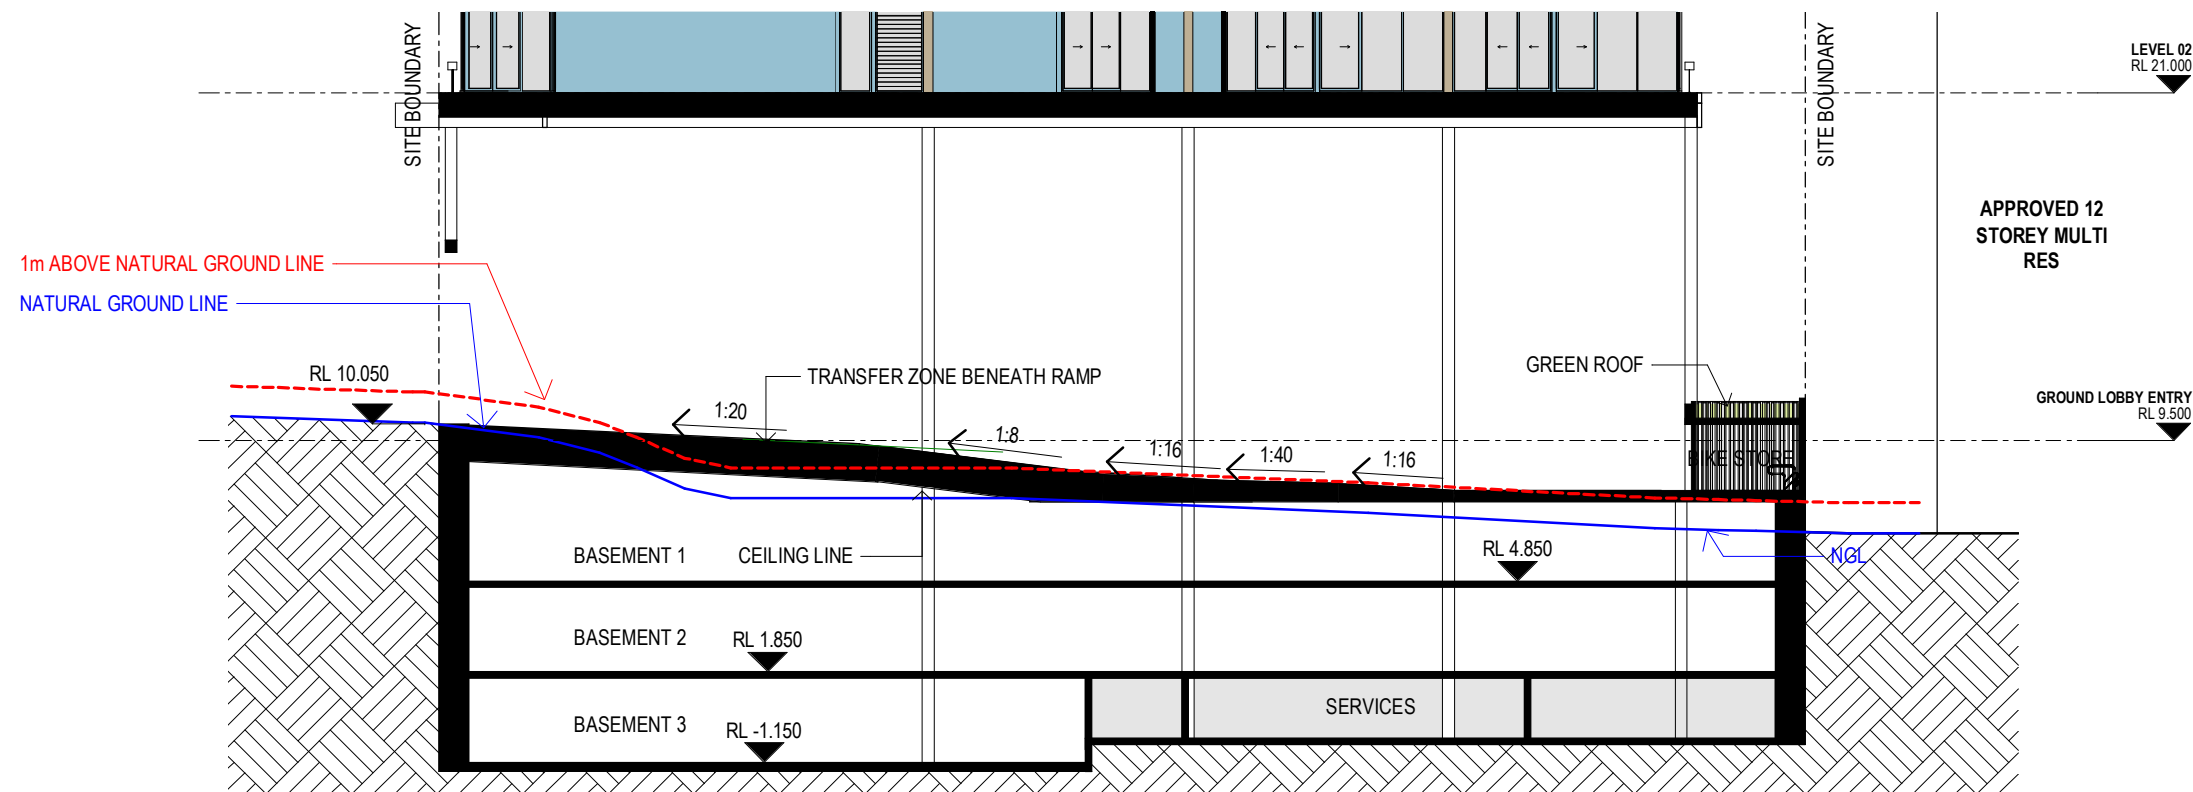 SITE BOUNDARY
SITE BOUNDARY
LEVEL 02
RL 21.000
APPROVED 12
STOREY MULTI
RES
1m ABOVE NATURAL GROUND LINE
NATURAL GROUND LINE
RL 10.050
TRANSFER ZONE BENEATH RAMP
GREEN ROOF
GROUND LOBBY ENTRY
RL 9.500
1:20
1:8
1:16
1:40
1:16
BIKE STORE
BASEMENT 1
CEILING LINE
RL 4.850
NGL
BASEMENT 2
RL 1.850
SERVICES
BASEMENT 3
RL -1.150